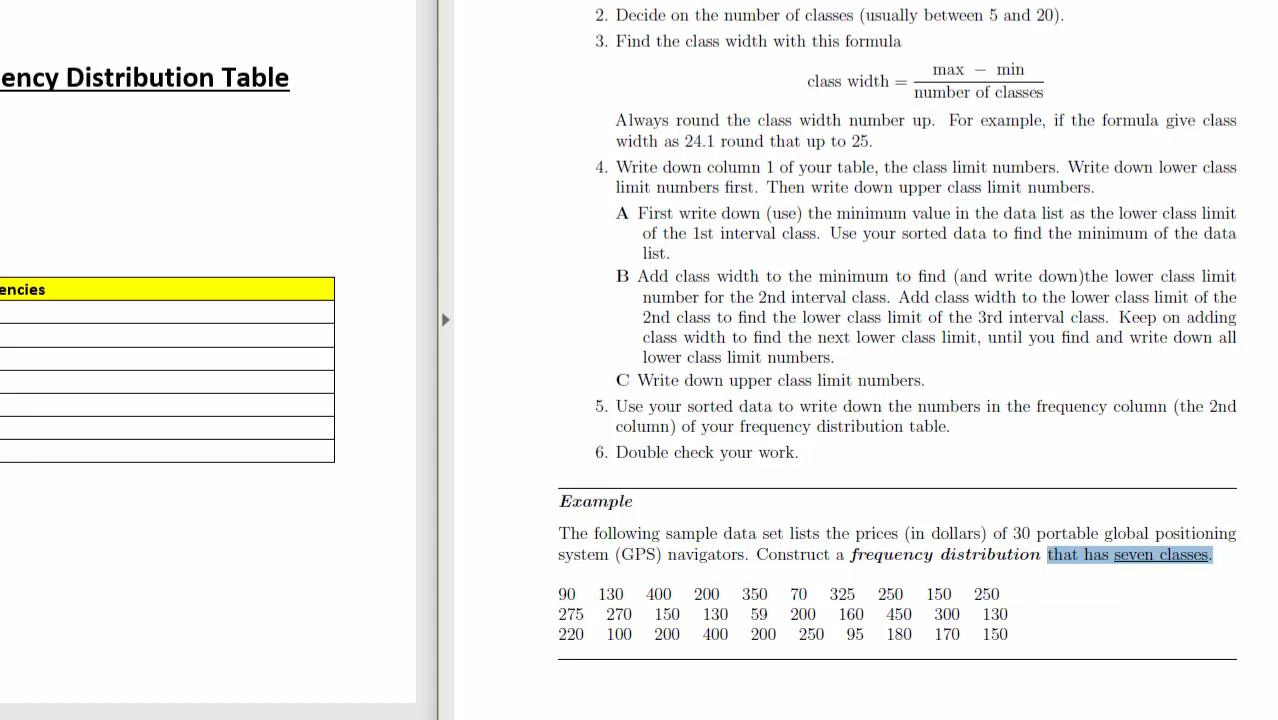 ency Distribution Table
encies
2. Decide on the number of classes (usually between 5 and 20).
3. Find the class width with this formula
class width = max − min / number of classes
Always round the class width number up. For example, if the formula give class
width as 24.1 round that up to 25.
4. Write down column 1 of your table, the class limit numbers. Write down lower class
limit numbers first. Then write down upper class limit numbers.
A First write down (use) the minimum value in the data list as the lower class limit
of the 1st interval class. Use your sorted data to find the minimum of the data
list.
B Add class width to the minimum to find (and write down)the lower class limit
number for the 2nd interval class. Add class width to the lower class limit of the
2nd class to find the lower class limit of the 3rd interval class. Keep on adding
class width to find the next lower class limit, until you find and write down all
lower class limit numbers.
C Write down upper class limit numbers.
5. Use your sorted data to write down the numbers in the frequency column (the 2nd
column) of your frequency distribution table.
6. Double check your work.
Example
The following sample data set lists the prices (in dollars) of 30 portable global positioning
system (GPS) navigators. Construct a frequency distribution that has seven classes.
90 130 400 200 350 70 325 250 150 250
275 270 150 130 59 200 160 450 300 130
220 100 200 400 200 250 95 180 170 150